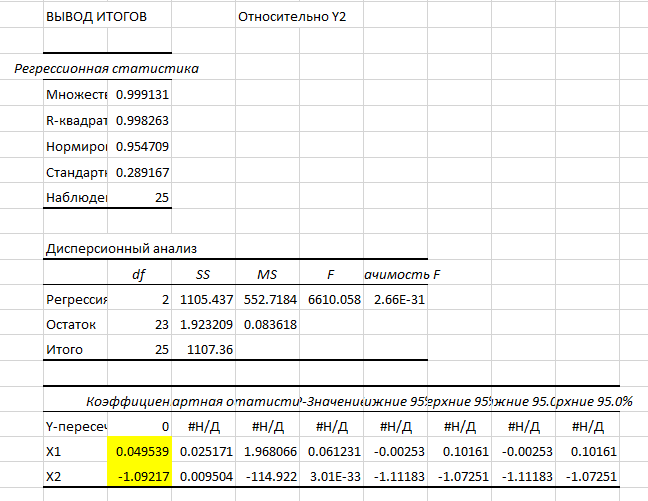 ВЫВОД ИТОГОВ Относительно Y2
Регрессионная статистика
Множеств 0.999131
R-квадрат 0.998263
Нормиро 0.954709
Стандартн 0.289167
Наблюде 25
Дисперсионный анализ
df SS MS F ачимость F
Регрессия 2 1105.437 552.7184 6610.058 2.66E-31
Остаток 23 1.923209 0.083618
Итого 25 1107.36
Коэффициен артная о татисти Р-Значение ижние 95% ерхние 95% жние 95.0 рхние 95.0%
Y-пересеч 0 #Н/Д #Н/Д #Н/Д #Н/Д #Н/Д #Н/Д #Н/Д
X1 0.049539 0.025171 1.968066 0.061231 -0.00253 0.10161 -0.00253 0.10161
X2 -1.09217 0.009504 -114.922 3.01E-33 -1.11183 -1.07251 -1.11183 -1.07251